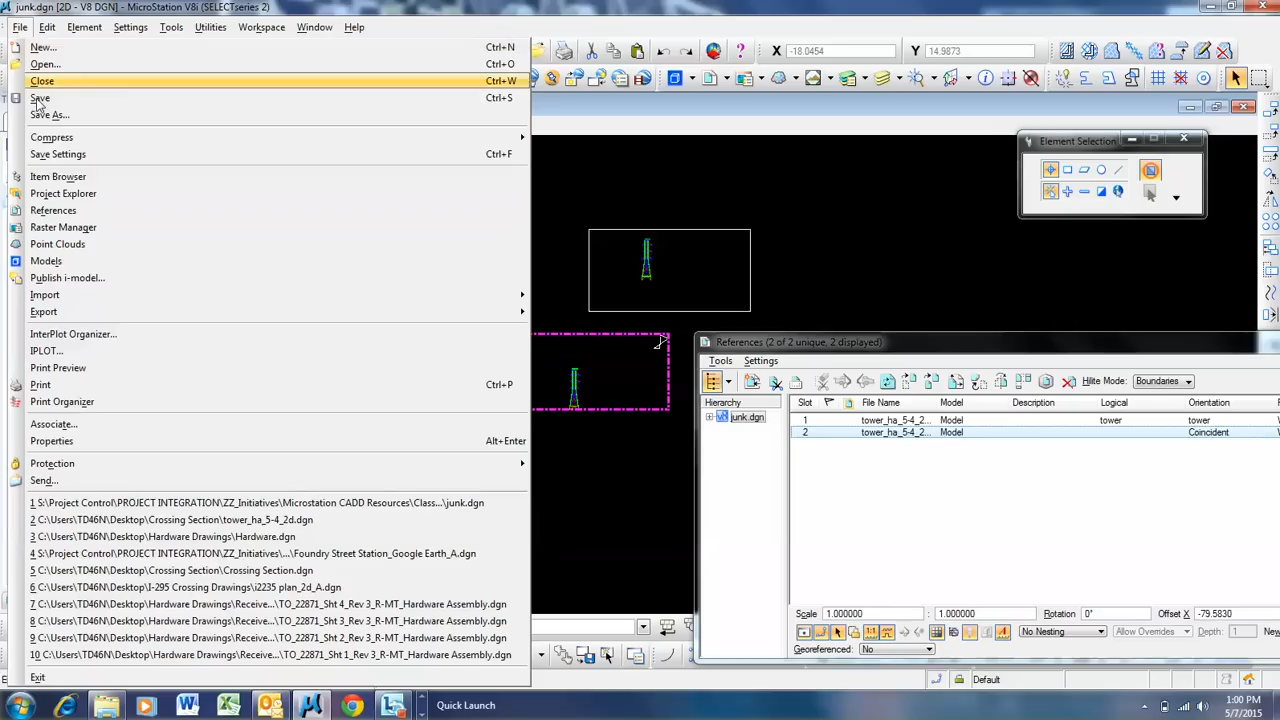 junk.dgn [2D - V8 DGN] - MicroStation V8i (SELECTseries 2)
File Edit Element Settings Tools Utilities Workspace Window Help
New... Ctrl+N
Open... Ctrl+O
Close Ctrl+W
Save Ctrl+S
Save As...
Compress
Save Settings Ctrl+F
Item Browser
Project Explorer
References
Raster Manager
Point Clouds
Models
Publish i-model...
Import
Export
InterPlot Organizer...
IPLOT...
Print Preview
Print Ctrl+P
Print Organizer
Associate...
Properties Alt+Enter
Protection
Send...
1 S:\Project Control\PROJECT INTEGRATION\ZZ_Initiatives\Microstation CADD Resources\Class...\junk.dgn
2 C:\Users\TD46N\Desktop\Crossing Section\tower_ha_5-4_2d.dgn
3 C:\Users\TD46N\Desktop\Hardware Drawings\Hardware.dgn
4 S:\Project Control\PROJECT INTEGRATION\ZZ_Initiatives\...\Foundry Street Station_Google Earth_A.dgn
5 C:\Users\TD46N\Desktop\Crossing Section\Crossing Section.dgn
6 C:\Users\TD46N\Desktop\I-295 Crossing Drawings\i2235 plan_2d_A.dgn
7 C:\Users\TD46N\Desktop\Hardware Drawings\Receive...\TO_22871_Sht 4_Rev 3_R-MT_Hardware Assembly.dgn
8 C:\Users\TD46N\Desktop\Hardware Drawings\Receive...\TO_22871_Sht 3_Rev 3_R-MT_Hardware Assembly.dgn
9 C:\Users\TD46N\Desktop\Hardware Drawings\Receive...\TO_22871_Sht 2_Rev 3_R-MT_Hardware Assembly.dgn
10 C:\Users\TD46N\Desktop\Hardware Drawings\Receive...\TO_22871_Sht 1_Rev 3_R-MT_Hardware Assembly.dgn
Exit
X -18.0454 Y 14.9873
Element Selection
References (2 of 2 unique, 2 displayed)
Tools Settings
Hilite Mode: Boundaries
Hierarchy Slot File Name Model Description Logical Orientation
junk.dgn
1 tower_ha_5-4_2... Model tower tower
2 tower_ha_5-4_2... Model Coincident
Scale 1.000000 : 1.000000 Rotation 0° Offset X -79.5830
No Nesting Allow Overrides Depth: 1
Georeferenced: No
Default
Quick Launch
1:00 PM
5/7/2015